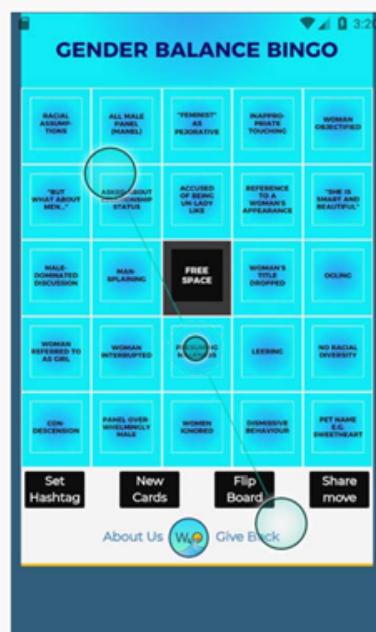 3:20
GENDER BALANCE BINGO
RACIAL
ASSUMP-
TIONS
ALL MALE
PANEL
(MANEL)
"FEMINIST"
AS
PEJORATIVE
INAPPRO-
PRIATE
TOUCHING
WOMAN
OBJECTIFIED
"BUT
WHAT ABOUT
MEN..."
ASKED ABOUT
RELATIONSHIP
STATUS
ACCUSED
OF BEING
UN-LADY
LIKE
REFERENCE
TO A
WOMAN'S
APPEARANCE
"SHE IS
SMART AND
BEAUTIFUL"
MALE-
DOMINATED
DISCUSSION
MAN-
SPLAINING
FREE
SPACE
WOMAN'S
TITLE
DROPPED
OGLING
WOMAN
REFERRED TO
AS GIRL
WOMAN
INTERRUPTED
LEERING
NO RACIAL
DIVERSITY
CON-
DESCENSION
PANEL OVER-
WHELMINGLY
MALE
WOMEN
IGNORED
DISMISSIVE
BEHAVIOUR
PET NAME
E.G.
SWEETHEART
Set
Hashtag
New
Cards
Flip
Board
Share
move
About Us
Give Back